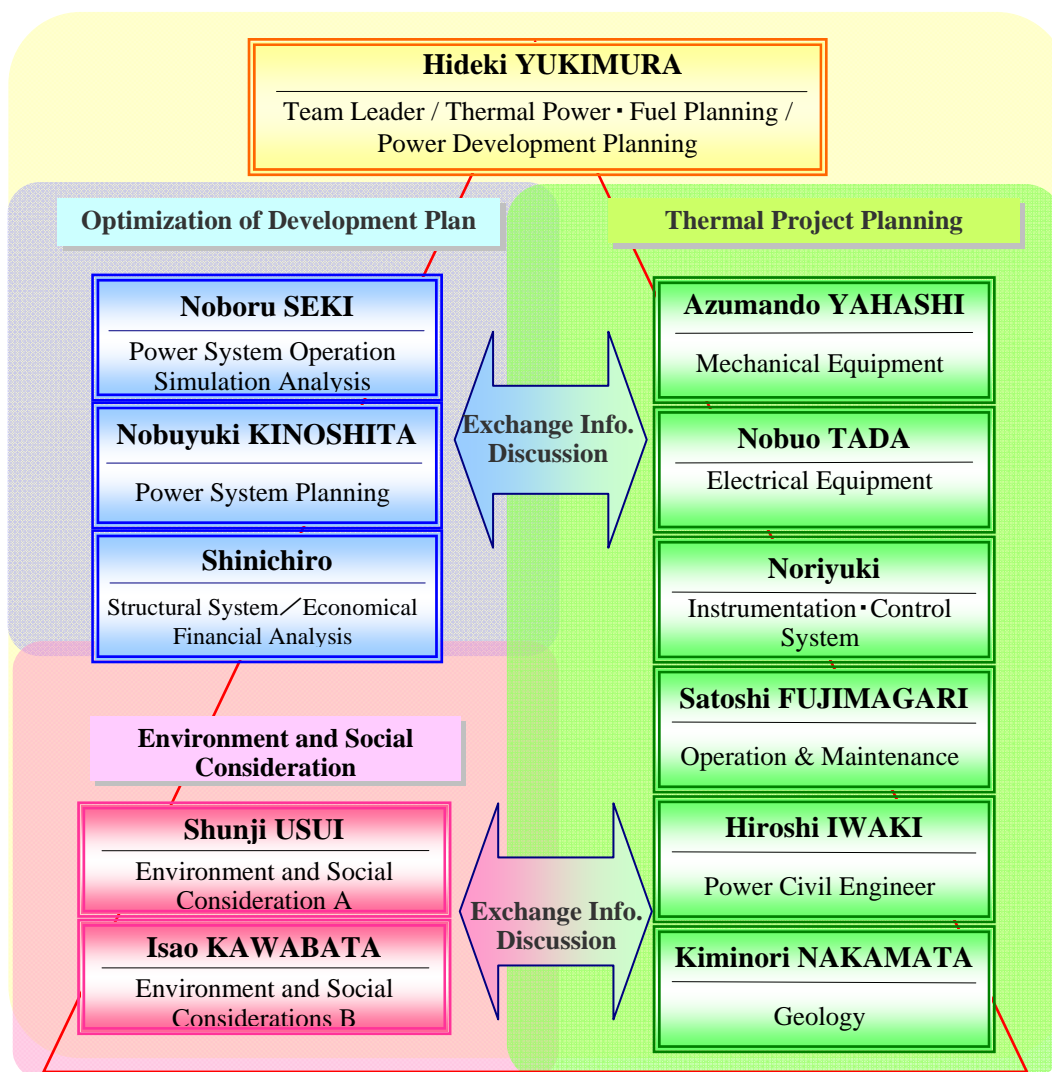 Hideki YUKIMURA
Team Leader / Thermal Power・Fuel Planning /
Power Development Planning
Optimization of Development Plan
Noboru SEKI
Power System Operation
Simulation Analysis
Nobuyuki KINOSHITA
Power System Planning
Shinichiro
Structural System／Economical
Financial Analysis
Environment and Social
Consideration
Shunji USUI
Environment and Social
Consideration A
Isao KAWABATA
Environment and Social
Considerations B
Exchange Info.
Discussion
Exchange Info.
Discussion
Thermal Project Planning
Azumando YAHASHI
Mechanical Equipment
Nobuo TADA
Electrical Equipment
Noriyuki
Instrumentation・Control
System
Satoshi FUJIMAGARI
Operation & Maintenance
Hiroshi IWAKI
Power Civil Engineer
Kiminori NAKAMATA
Geology